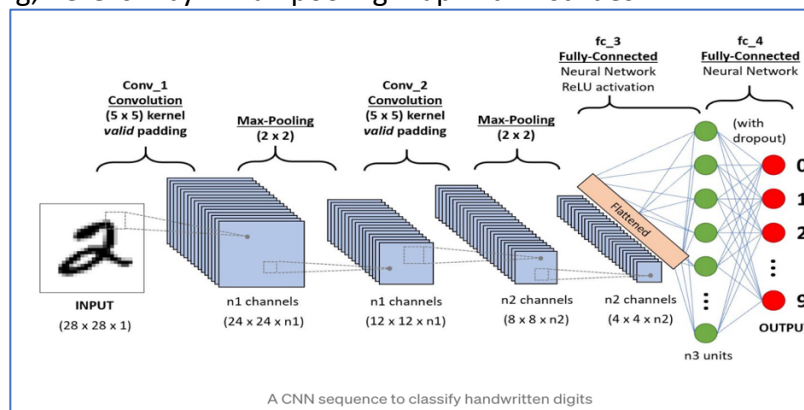 fc_3
Fully-Connected
Neural Network
ReLU activation
fc_4
Fully-Connected
Neural Network
Conv_1
Convolution
(5 x 5) kernel
valid padding
Max-Pooling
(2 x 2)
Conv_2
Convolution
(5 x 5) kernel
valid padding
Max-Pooling
(2 x 2)
(with
dropout)
Flattened
0
1
2
9
INPUT
(28 x 28 x 1)
n1 channels
(24 x 24 x n1)
n1 channels
(12 x 12 x n1)
n2 channels
(8 x 8 x n2)
n2 channels
(4 x 4 x n2)
n3 units
OUTPUT
A CNN sequence to classify handwritten digits